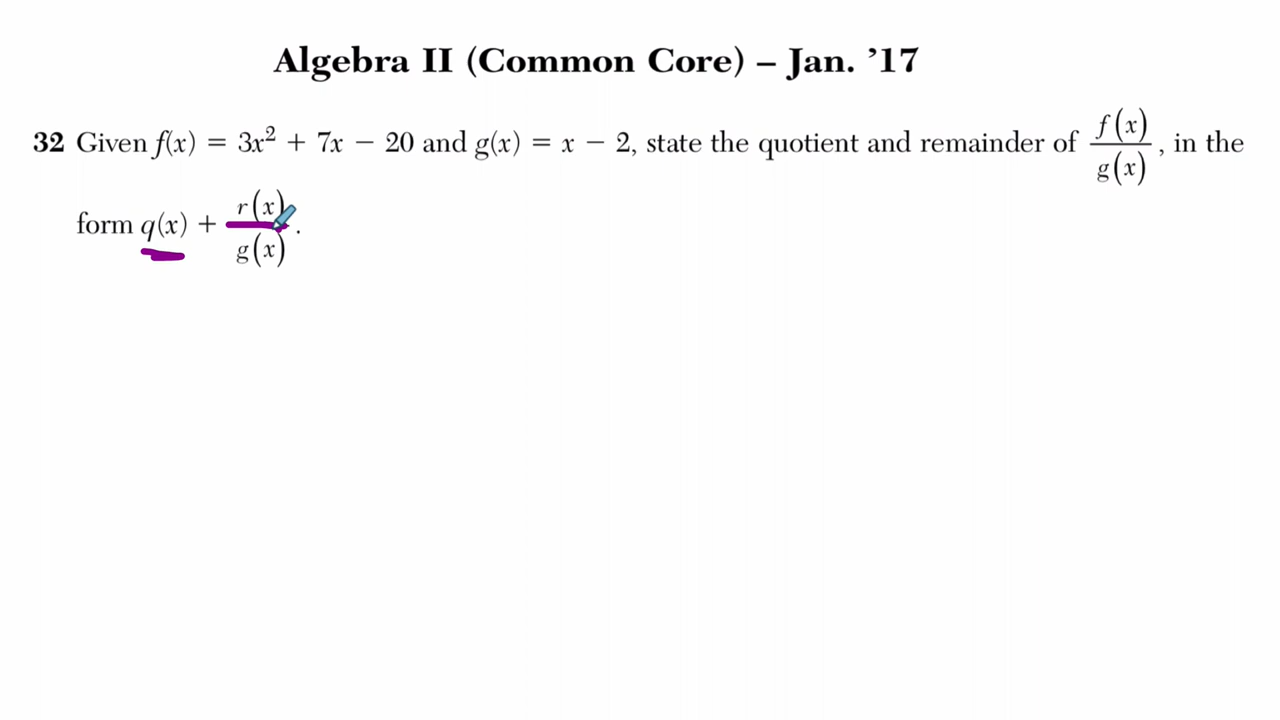 Algebra II (Common Core) – Jan. ’17
32 Given f(x) = 3x² + 7x − 20 and g(x) = x − 2, state the quotient and remainder of f(x)/g(x), in the
form q(x) + r(x)/g(x).